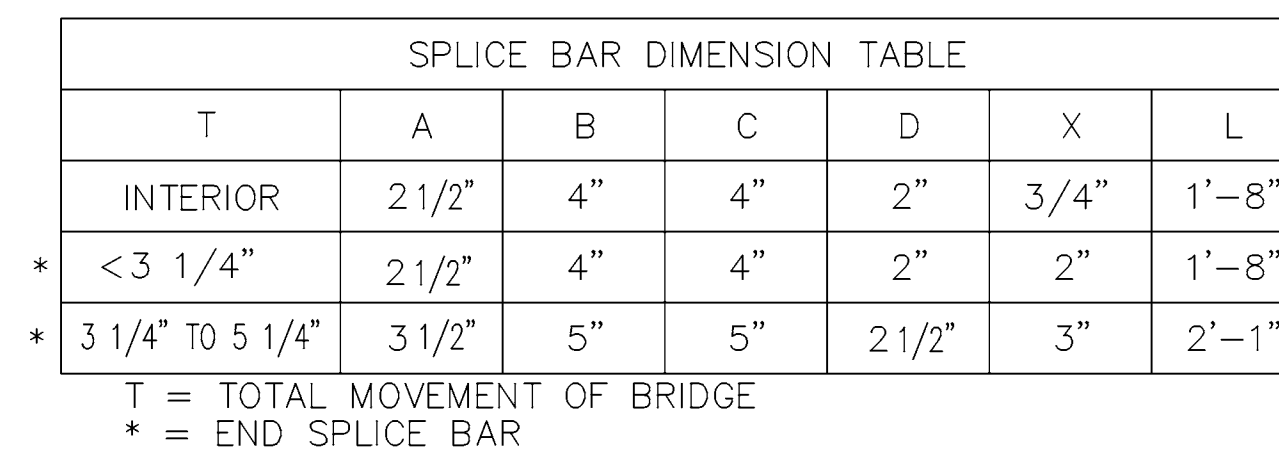 SPLICE BAR DIMENSION TABLE
T A B C D X L
INTERIOR 2 1/2" 4" 4" 2" 3/4" 1'-8"
* <3 1/4" 2 1/2" 4" 4" 2" 2" 1'-8"
* 3 1/4" TO 5 1/4" 3 1/2" 5" 5" 2 1/2" 3" 2'-1"
T = TOTAL MOVEMENT OF BRIDGE
* = END SPLICE BAR